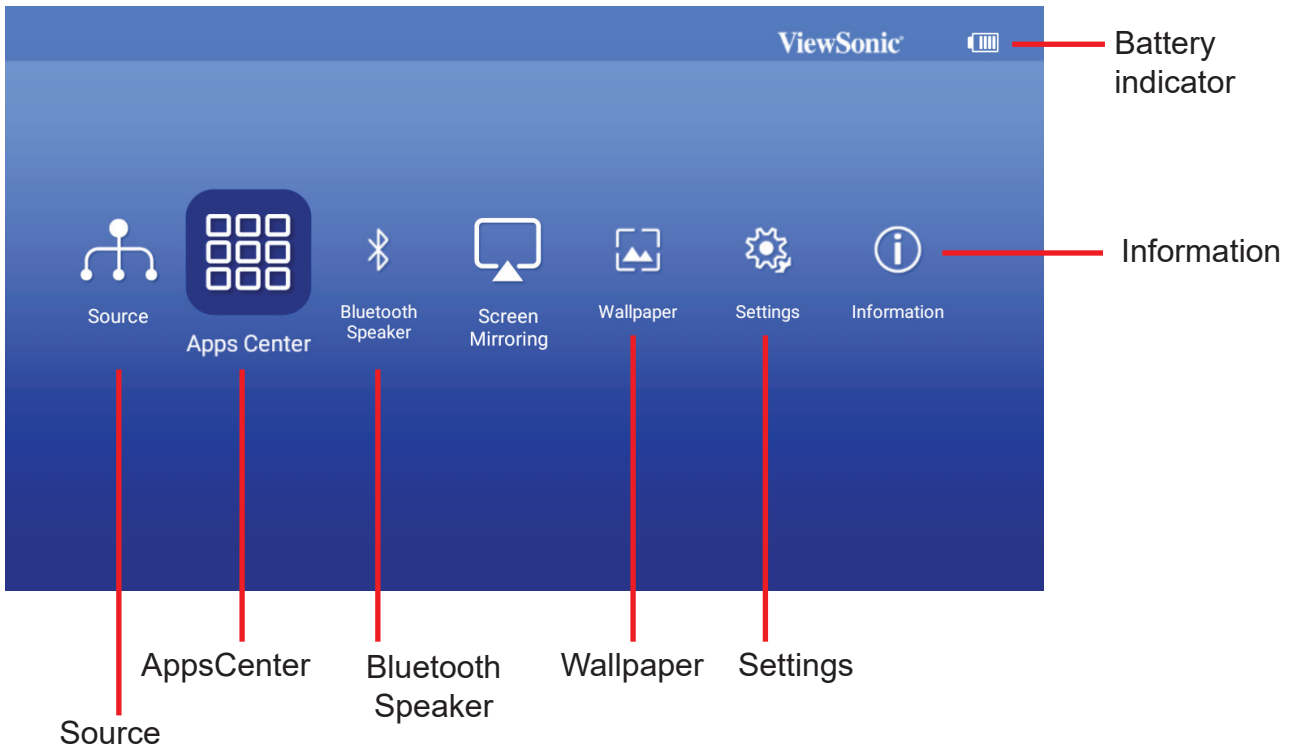 ViewSonic
Battery
indicator
Information
Source
Apps Center
Bluetooth
Speaker
Screen
Mirroring
Wallpaper
Settings
Information
AppsCenter
Bluetooth
Speaker
Wallpaper
Settings
Source